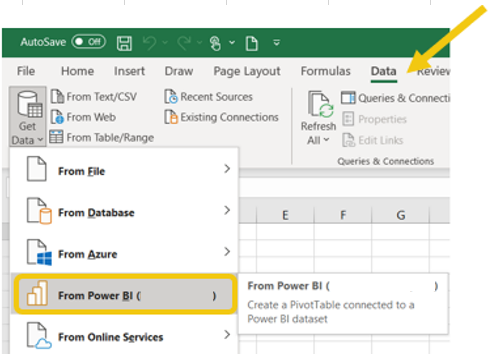 AutoSave Off
File Home Insert Draw Page Layout Formulas Data Review
From Text/CSV Recent Sources Queries & Connecti
From Web Existing Connections Properties
Get Data From Table/Range Refresh All Edit Links
Queries & Connections
From File
From Database
E F G
From Azure
From Power BI ( )
From Power BI ( )
Create a PivotTable connected to a
Power BI dataset
From Online Services